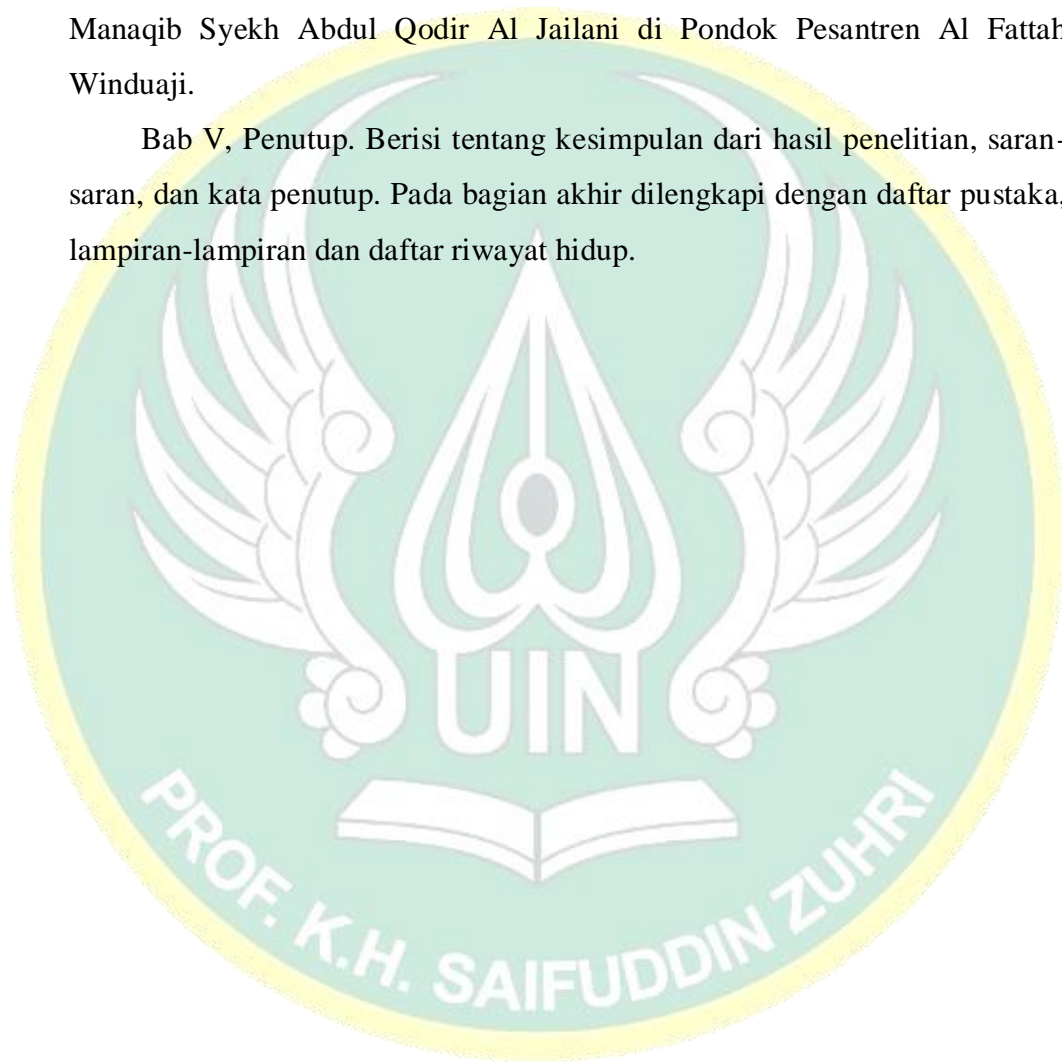 Manaqib Syekh Abdul Qodir Al Jailani di Pondok Pesantren Al Fattah
Winduaji.
Bab V, Penutup. Berisi tentang kesimpulan dari hasil penelitian, saran-
saran, dan kata penutup. Pada bagian akhir dilengkapi dengan daftar pustaka,
lampiran-lampiran dan daftar riwayat hidup.
UIN
PROF. K.H. SAIFUDDIN ZUHRI